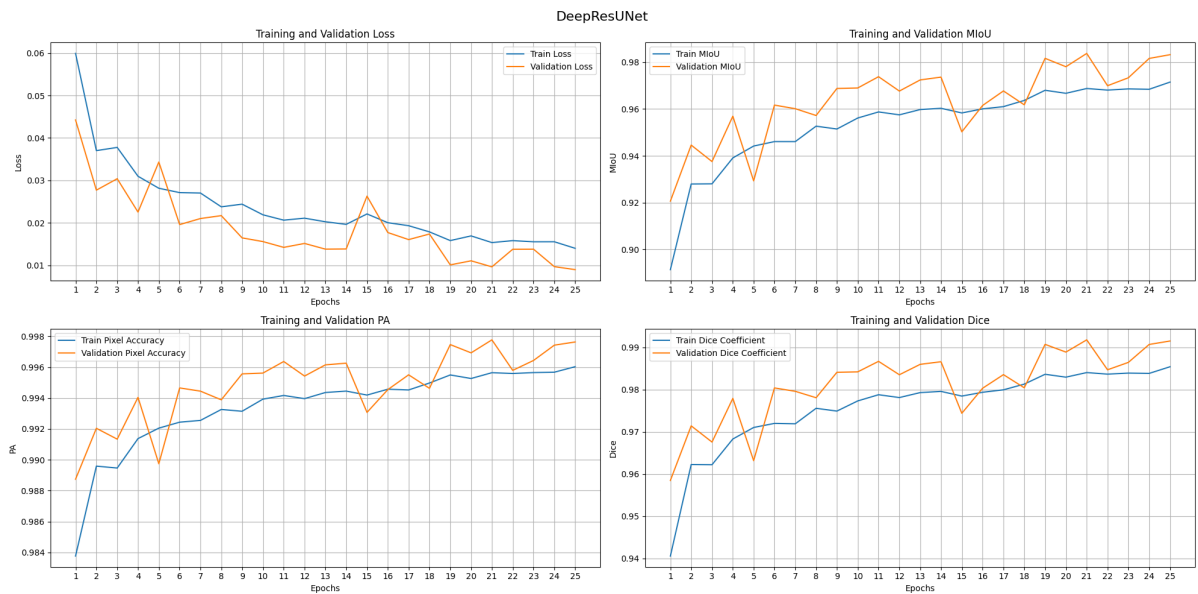 DeepResUNet
Training and Validation Loss
Train Loss
Validation Loss
0.06
0.05
0.04
0.03
0.02
0.01
Loss
1 2 3 4 5 6 7 8 9 10 11 12 13 14 15 16 17 18 19 20 21 22 23 24 25
Epochs
Training and Validation MIoU
Train MIoU
Validation MIoU
0.98
0.96
0.94
0.92
0.90
MIoU
1 2 3 4 5 6 7 8 9 10 11 12 13 14 15 16 17 18 19 20 21 22 23 24 25
Epochs
Training and Validation PA
Train Pixel Accuracy
Validation Pixel Accuracy
0.998
0.996
0.994
0.992
0.990
0.988
0.986
0.984
PA
1 2 3 4 5 6 7 8 9 10 11 12 13 14 15 16 17 18 19 20 21 22 23 24 25
Epochs
Training and Validation Dice
Train Dice Coefficient
Validation Dice Coefficient
0.99
0.98
0.97
0.96
0.95
0.94
Dice
1 2 3 4 5 6 7 8 9 10 11 12 13 14 15 16 17 18 19 20 21 22 23 24 25
Epochs